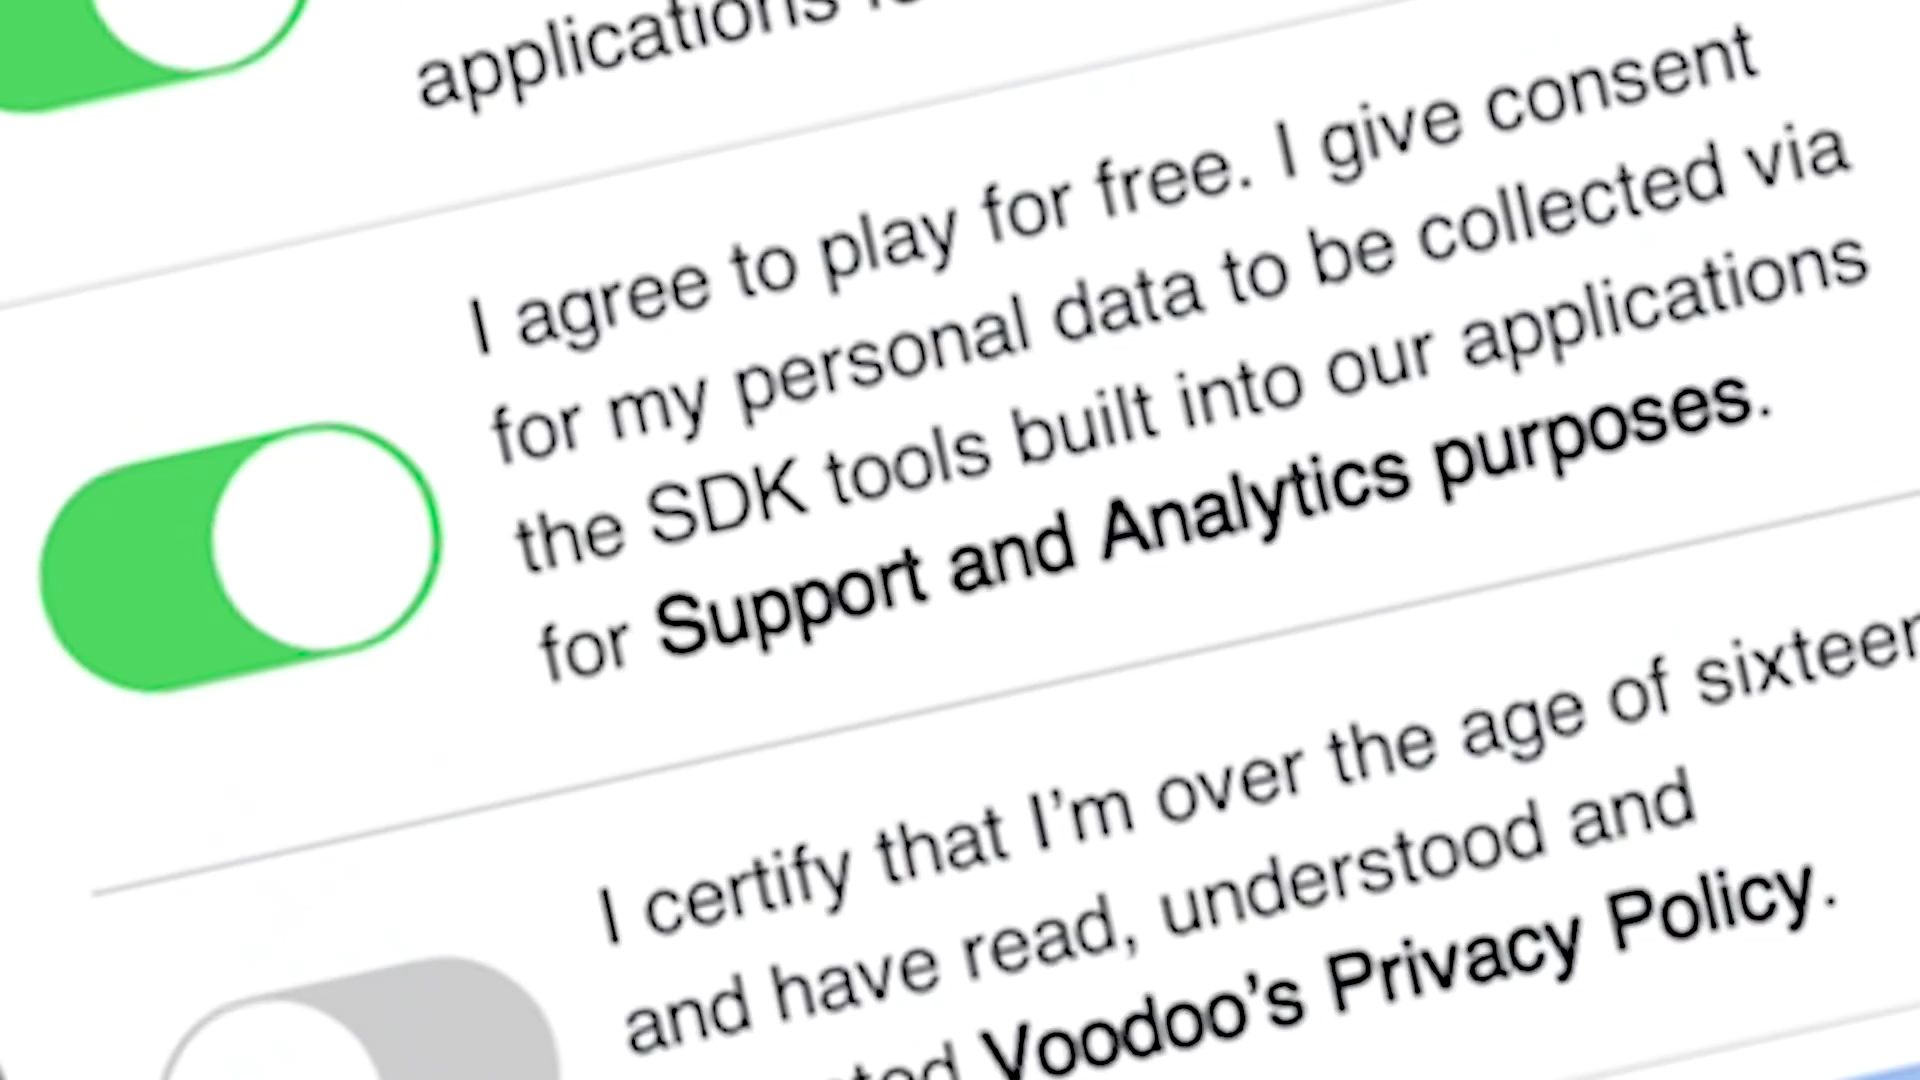 applications
I agree to play for free. I give consent
for my personal data to be collected via
the SDK tools built into our applications
for Support and Analytics purposes.
I certify that I'm over the age of sixteen
and have read, understood and
Voodoo's Privacy Policy.